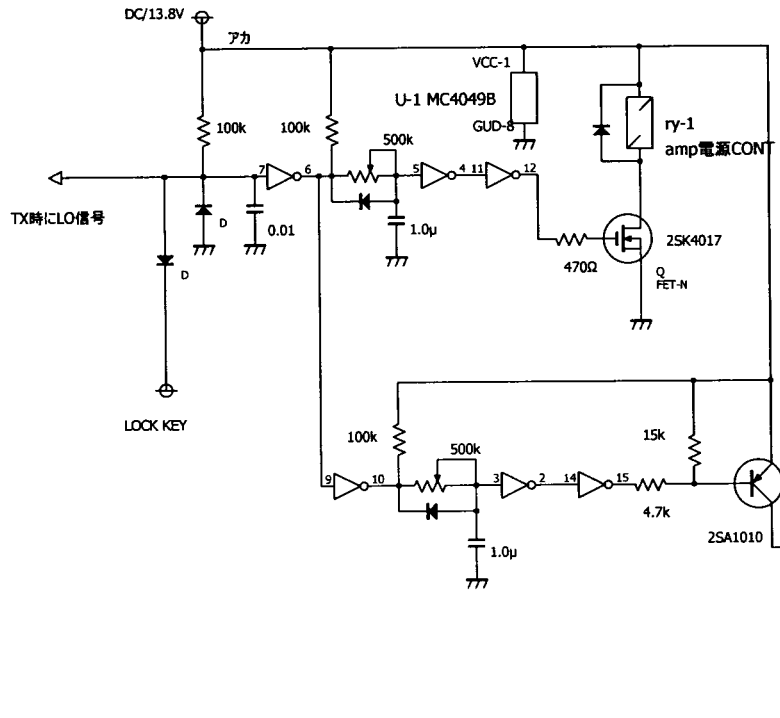 DC/13.8V
アカ
VCC-1
U-1 MC4049B
GUD-8
100k
100k
500k
ry-1
amp電源CONT
7
6
5
4
11
12
TX時にLO信号
D
0.01
1.0μ
2SK4017
470Ω
Q
FET-N
D
LOCK KEY
100k
500k
15k
9
10
3
2
14
15
4.7k
2SA1010
1.0μ